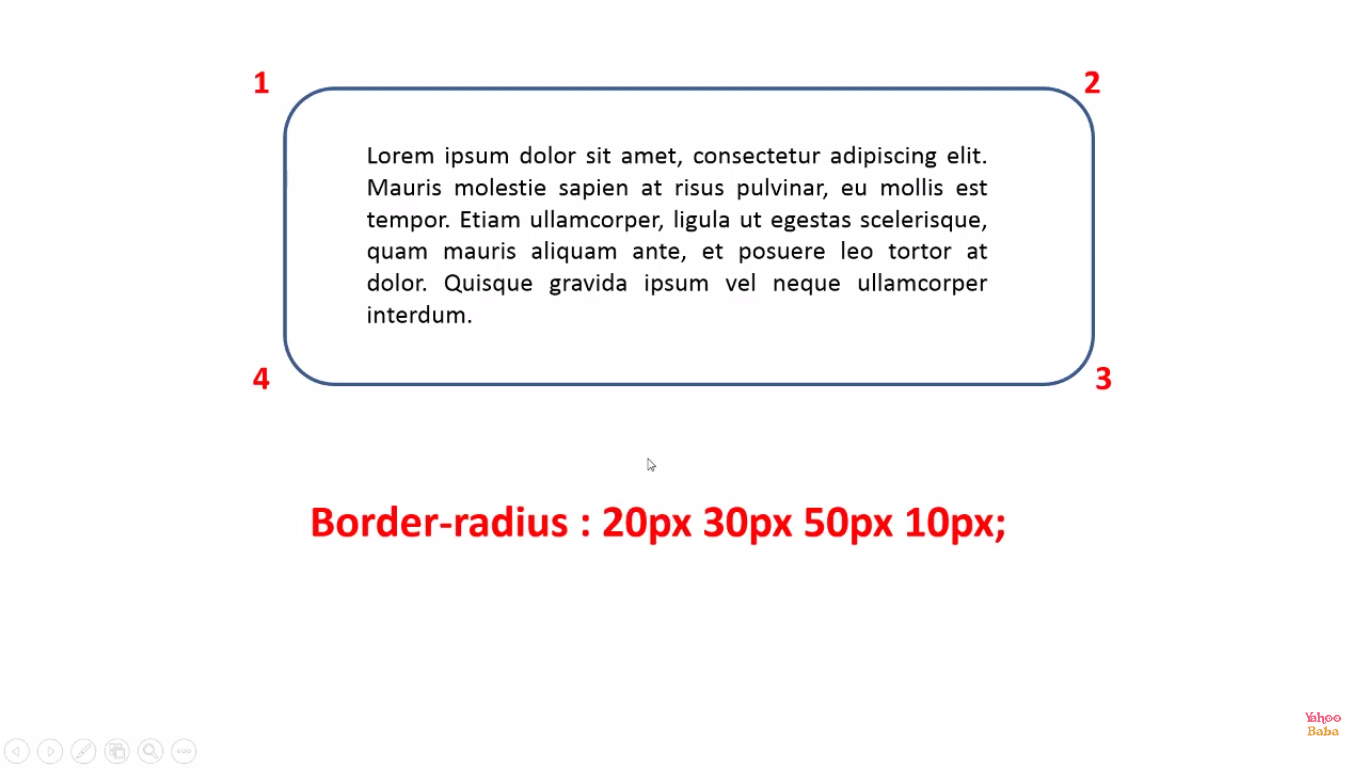 1
2
Lorem ipsum dolor sit amet, consectetur adipiscing elit.
Mauris molestie sapien at risus pulvinar, eu mollis est
tempor. Etiam ullamcorper, ligula ut egestas scelerisque,
quam mauris aliquam ante, et posuere leo tortor at
dolor. Quisque gravida ipsum vel neque ullamcorper
interdum.
4
3
Border-radius : 20px 30px 50px 10px;
Yahoo
Baba